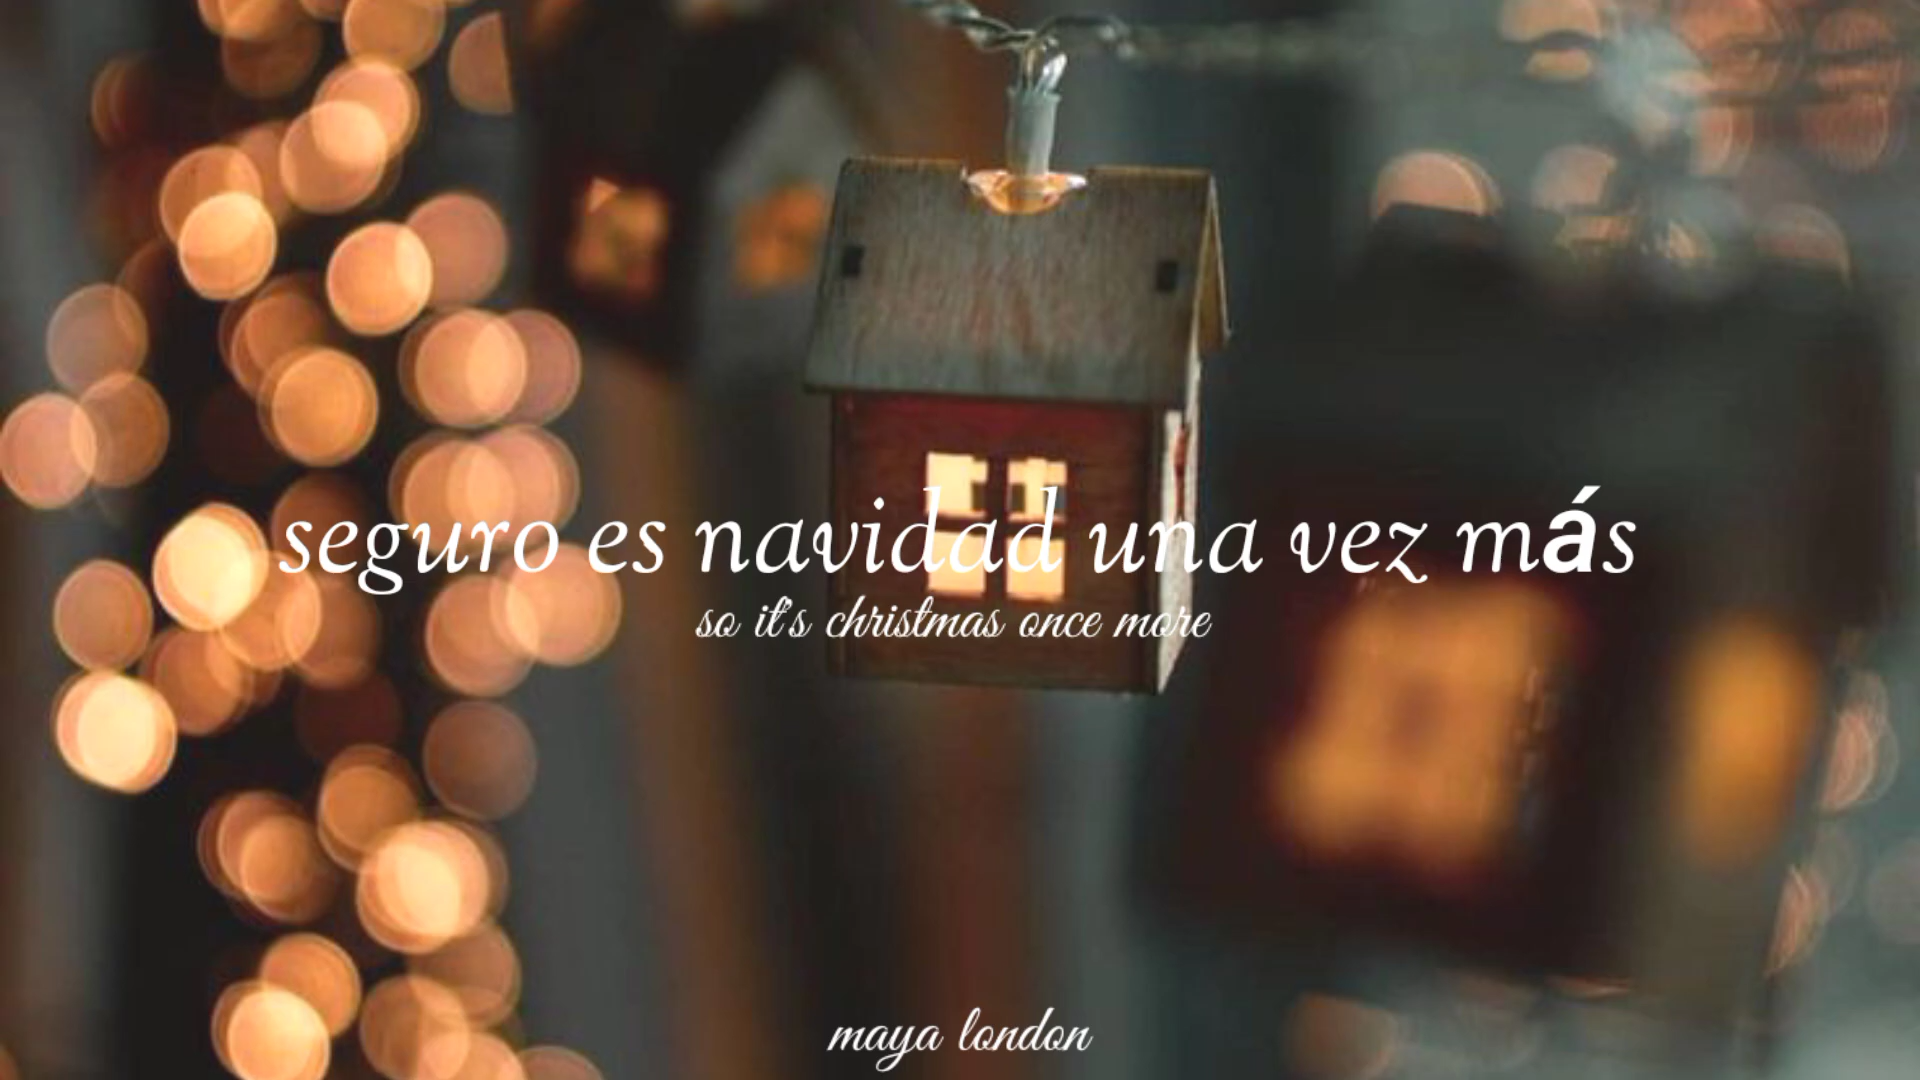 seguro es navidad una vez más
so it's christmas once more
maya london